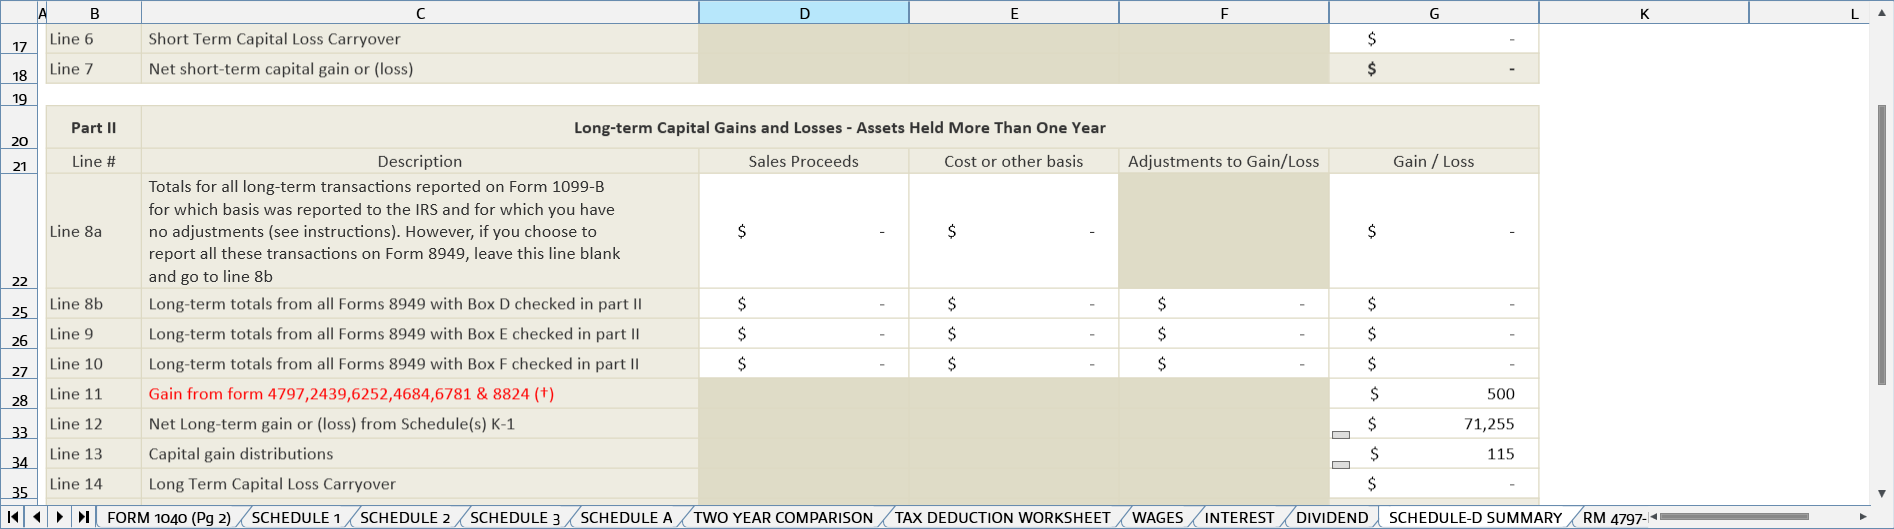 A B C D E F G K L
17 Line 6 Short Term Capital Loss Carryover $ -
18 Line 7 Net short-term capital gain or (loss) $ -
19
20 Part II Long-term Capital Gains and Losses - Assets Held More Than One Year
21 Line # Description Sales Proceeds Cost or other basis Adjustments to Gain/Loss Gain / Loss
Totals for all long-term transactions reported on Form 1099-B
for which basis was reported to the IRS and for which you have
22 Line 8a no adjustments (see instructions). However, if you choose to $ - $ - $ -
report all these transactions on Form 8949, leave this line blank
and go to line 8b
25 Line 8b Long-term totals from all Forms 8949 with Box D checked in part II $ - $ - $ - $ -
26 Line 9 Long-term totals from all Forms 8949 with Box E checked in part II $ - $ - $ - $ -
27 Line 10 Long-term totals from all Forms 8949 with Box F checked in part II $ - $ - $ - $ -
28 Line 11 Gain from form 4797,2439,6252,4684,6781 & 8824 (†) $ 500
33 Line 12 Net Long-term gain or (loss) from Schedule(s) K-1 $ 71,255
34 Line 13 Capital gain distributions $ 115
35 Line 14 Long Term Capital Loss Carryover $ -
FORM 1040 (Pg 2) SCHEDULE 1 SCHEDULE 2 SCHEDULE 3 SCHEDULE A TWO YEAR COMPARISON TAX DEDUCTION WORKSHEET WAGES INTEREST DIVIDEND SCHEDULE-D SUMMARY RM 4797-